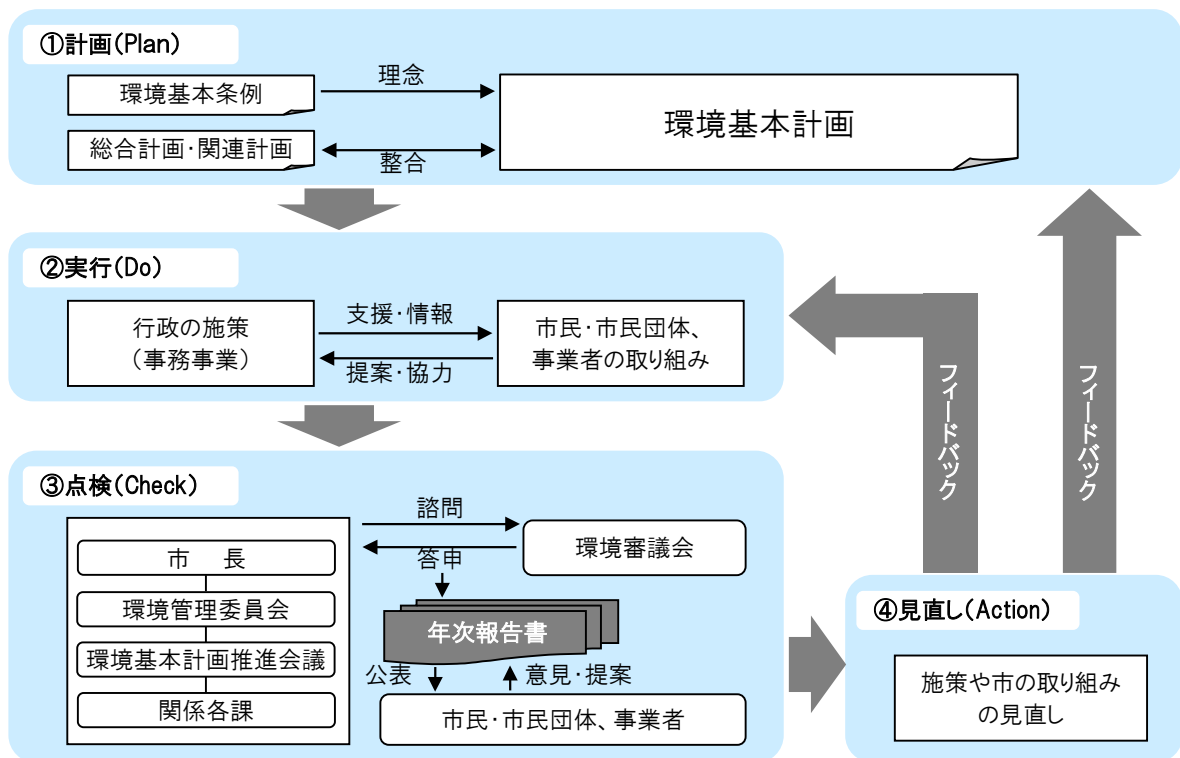 ①計画(Plan)
環境基本条例
理念
環境基本計画
総合計画・関連計画
整合
②実行(Do)
行政の施策
(事務事業)
支援・情報
提案・協力
市民・市民団体、
事業者の取り組み
フィードバック
フィードバック
③点検(Check)
市　長
環境管理委員会
環境基本計画推進会議
関係各課
諮問
答申
環境審議会
年次報告書
公表
意見・提案
市民・市民団体、事業者
④見直し(Action)
施策や市の取り組み
の見直し